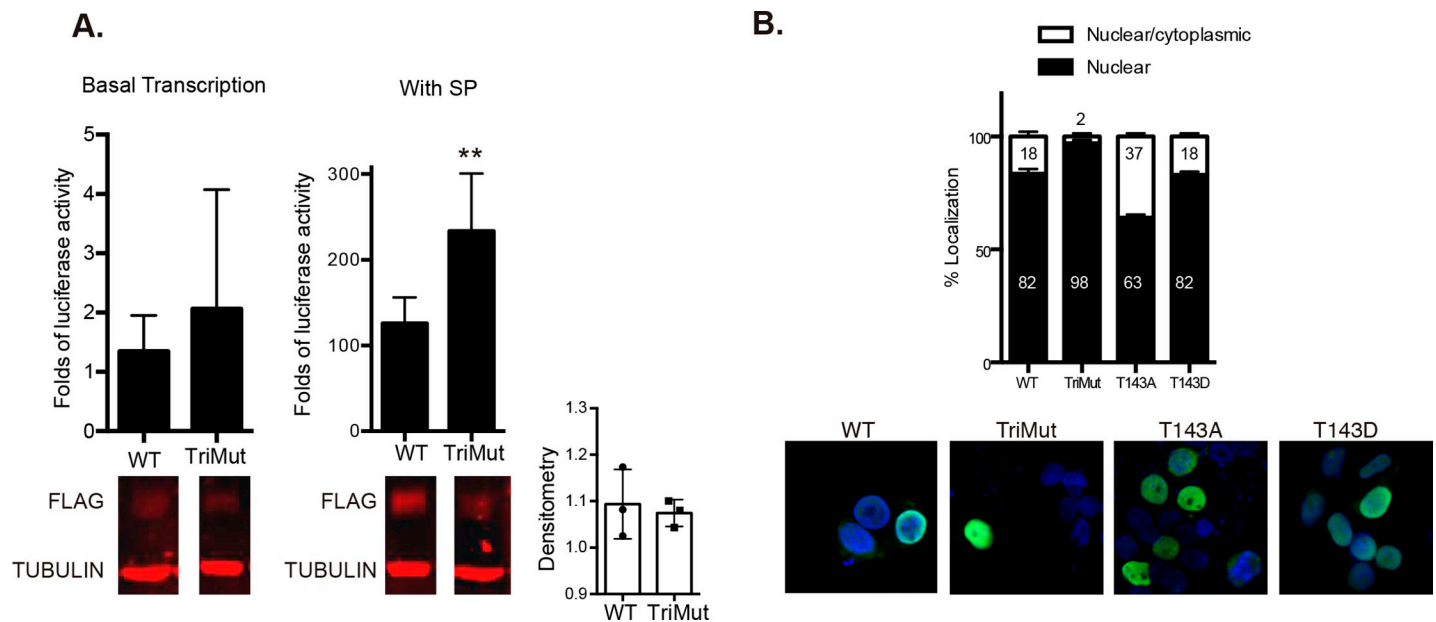 A.
Basal Transcription
Folds of luciferase activity
5
4
3
2
1
0
WT TriMut
FLAG
TUBULIN
With SP
Folds of luciferase activity
300
200
100
0
**
WT TriMut
FLAG
TUBULIN
Densitometry
1.3
1.2
1.1
1.0
0.9
WT TriMut
B.
Nuclear/cytoplasmic
Nuclear
% Localization
100
50
0
18 2 37 18
82 98 63 82
WT TriMut T143A T143D
WT TriMut T143A T143D